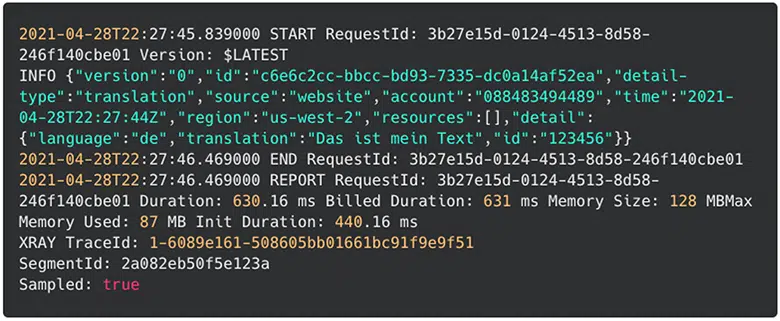 2021-04-28T22:27:45.839000 START RequestId: 3b27e15d-0124-4513-8d58-
246f140cbe01 Version: $LATEST
INFO {"version":"0","id":"c6e6c2cc-bbcc-bd93-7335-dc0a14af52ea","detail-
type":"translation","source":"website","account":"088483494489","time":"2021-
04-28T22:27:44Z","region":"us-west-2","resources":[],"detail":
{"language":"de","translation":"Das ist mein Text","id":"123456"}}
2021-04-28T22:27:46.469000 END RequestId: 3b27e15d-0124-4513-8d58-246f140cbe01
2021-04-28T22:27:46.469000 REPORT RequestId: 3b27e15d-0124-4513-8d58-
246f140cbe01 Duration: 630.16 ms Billed Duration: 631 ms Memory Size: 128 MBMax
Memory Used: 87 MB Init Duration: 440.16 ms
XRAY TraceId: 1-6089e161-508605bb01661bc91f9e9f51
SegmentId: 2a082eb50f5e123a
Sampled: true